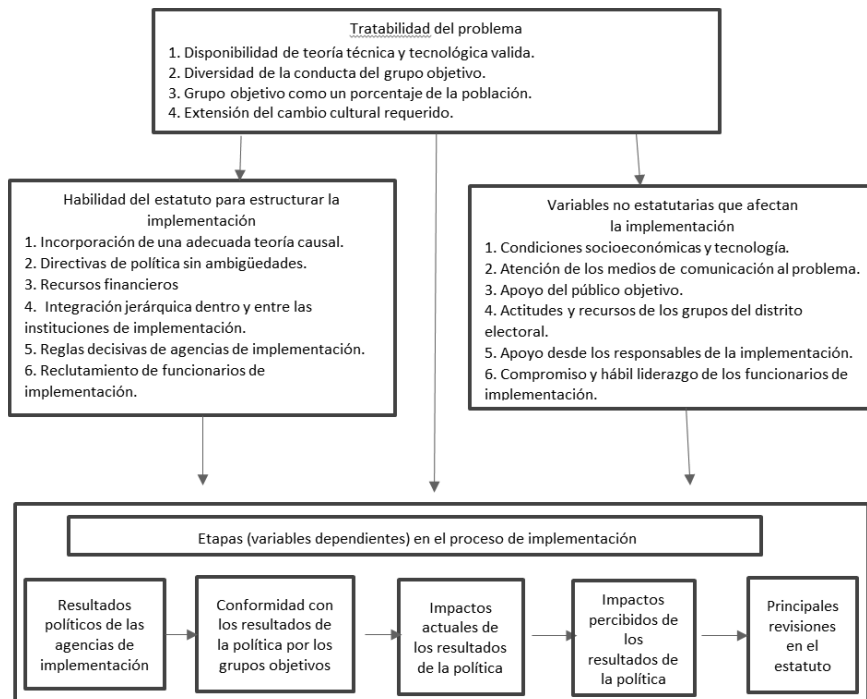 Tratabilidad del problema
1. Disponibilidad de teoría técnica y tecnológica valida.
2. Diversidad de la conducta del grupo objetivo.
3. Grupo objetivo como un porcentaje de la población.
4. Extensión del cambio cultural requerido.
Habilidad del estatuto para estructurar la
implementación
1. Incorporación de una adecuada teoría causal.
2. Directivas de política sin ambigüedades.
3. Recursos financieros
4. Integración jerárquica dentro y entre las
instituciones de implementación.
5. Reglas decisivas de agencias de implementación.
6. Reclutamiento de funcionarios de
implementación.
Variables no estatutarias que afectan
la implementación
1. Condiciones socioeconómicas y tecnología.
2. Atención de los medios de comunicación al problema.
3. Apoyo del público objetivo.
4. Actitudes y recursos de los grupos del distrito
electoral.
5. Apoyo desde los responsables de la implementación.
6. Compromiso y hábil liderazgo de los funcionarios de
implementación.
Etapas (variables dependientes) en el proceso de implementación
Resultados
políticos de las
agencias de
implementación
Conformidad con
los resultados de
la política por los
grupos objetivos
Impactos
actuales de
los resultados
de la política
Impactos
percibidos de
los
resultados de
la política
Principales
revisiones en
el estatuto